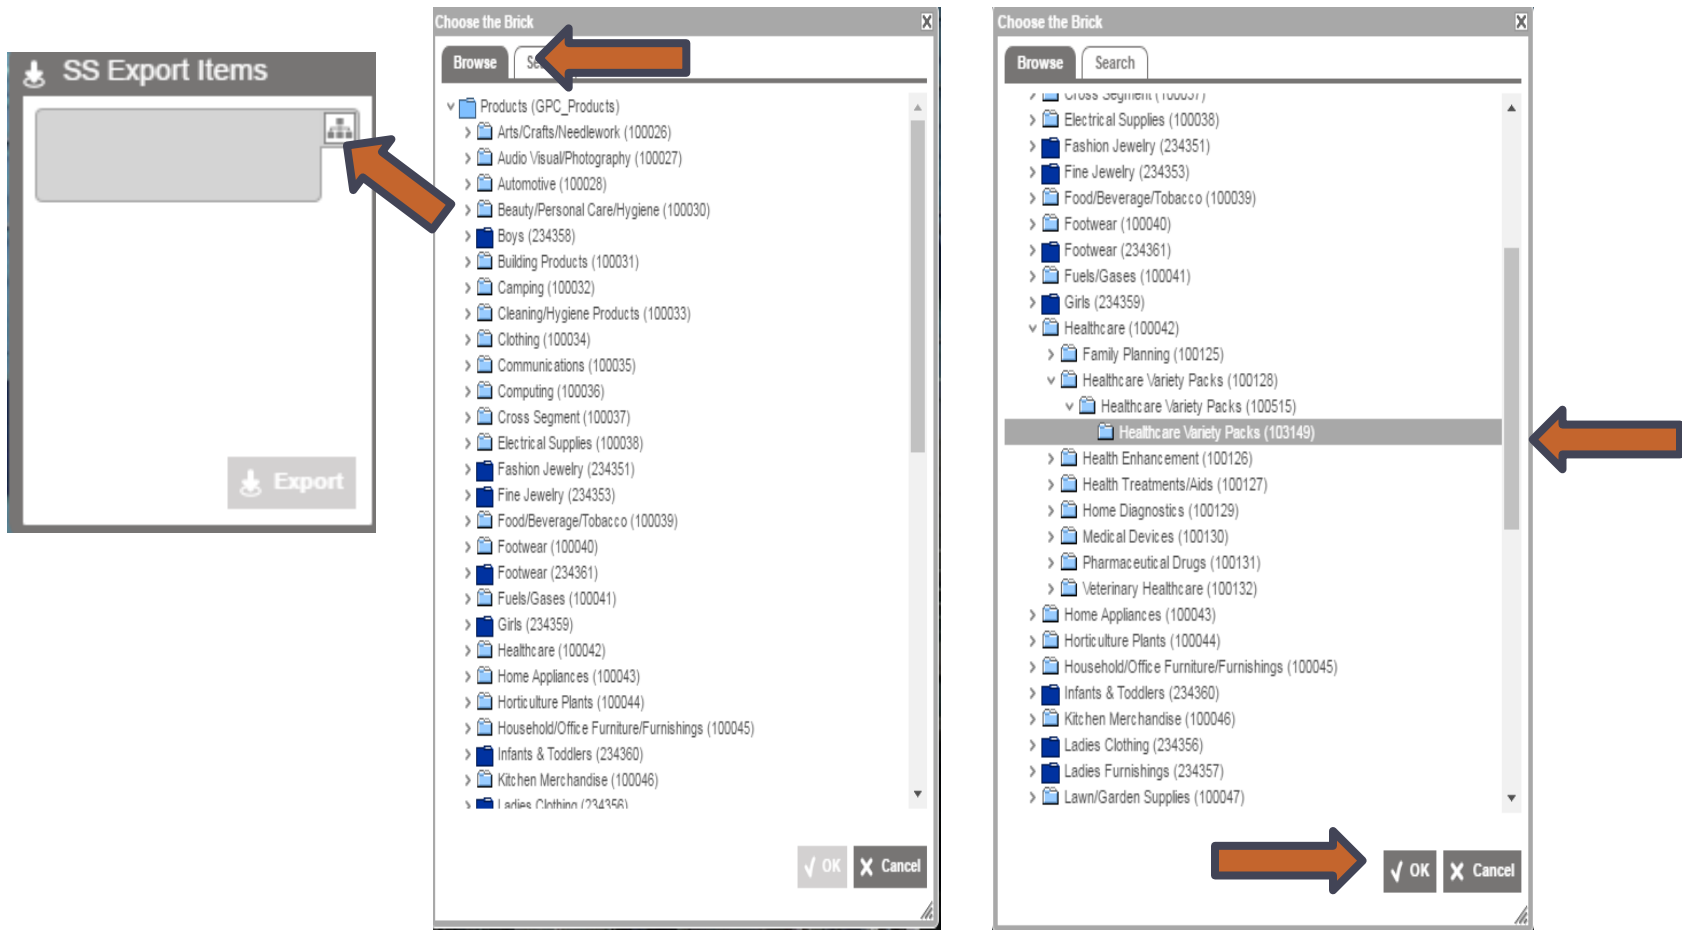 SS Export Items
Export
Choose the Brick
Browse
Products (GPC_Products)
Arts/Crafts/Needlework (100026)
Audio Visual/Photography (100027)
Automotive (100028)
Beauty/Personal Care/Hygiene (100030)
Boys (234358)
Building Products (100031)
Camping (100032)
Cleaning/Hygiene Products (100033)
Clothing (100034)
Communications (100035)
Computing (100036)
Cross Segment (100037)
Electrical Supplies (100038)
Fashion Jewelry (234351)
Fine Jewelry (234353)
Food/Beverage/Tobacco (100039)
Footwear (100040)
Footwear (234361)
Fuels/Gases (100041)
Girls (234359)
Healthcare (100042)
Home Appliances (100043)
Horticulture Plants (100044)
Household/Office Furniture/Furnishings (100045)
Infants & Toddlers (234360)
Kitchen Merchandise (100046)
Ladies Clothing (234356)
OK Cancel
Choose the Brick
Browse Search
Cross Segment (100037)
Electrical Supplies (100038)
Fashion Jewelry (234351)
Fine Jewelry (234353)
Food/Beverage/Tobacco (100039)
Footwear (100040)
Footwear (234361)
Fuels/Gases (100041)
Girls (234359)
Healthcare (100042)
Family Planning (100125)
Healthcare Variety Packs (100128)
Healthcare Variety Packs (100515)
Healthcare Variety Packs (103149)
Health Enhancement (100126)
Health Treatments/Aids (100127)
Home Diagnostics (100129)
Medical Devices (100130)
Pharmaceutical Drugs (100131)
Veterinary Healthcare (100132)
Home Appliances (100043)
Horticulture Plants (100044)
Household/Office Furniture/Furnishings (100045)
Infants & Toddlers (234360)
Kitchen Merchandise (100046)
Ladies Clothing (234356)
Ladies Furnishings (234357)
Lawn/Garden Supplies (100047)
OK Cancel